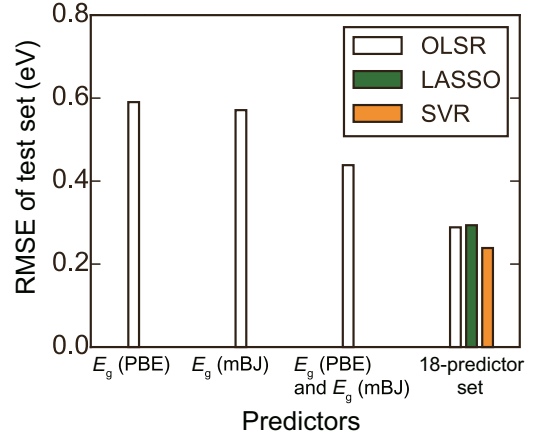 0.8
0.6
0.4
0.2
0.0
RMSE of test set (eV)
OLSR
LASSO
SVR
Eg (PBE)
Eg (mBJ)
Eg (PBE)
and Eg (mBJ)
18-predictor
set
Predictors